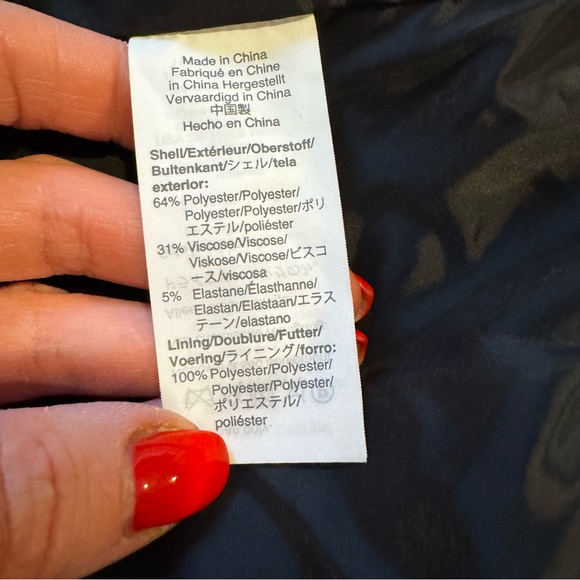 Made in China
Fabriqué en Chine
in China Hergestellt
Vervaardigd in China
中国製
Hecho en China
Shell/Extérieur/Oberstoff/
Buitenkant/シェル/tela
exterior:
64% Polyester/Polyester/
Polyester/Polyester/ポリ
エステル/poliéster
31% Viscose/Viscose/
Viskose/Viscose/ビスコ
ース/viscosa
5% Elastane/Élasthanne/
Elastan/Elastaan/エラス
テーン/elastano
Lining/Doublure/Futter/
Voering/ライニング/forro:
100% Polyester/Polyester/
Polyester/Polyester/
ポリエステル/
poliéster